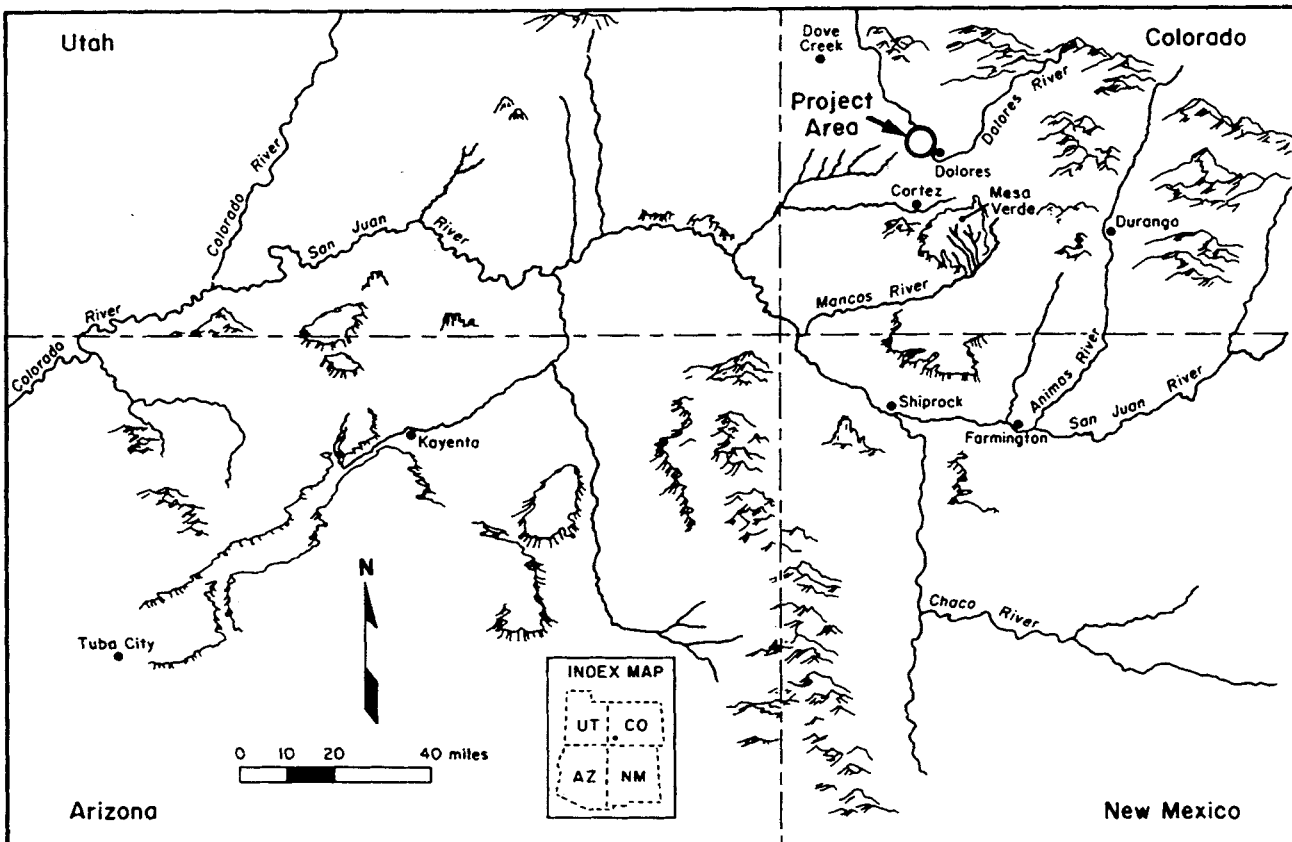 Utah
Colorado
Dove
Creek
Project
Area
Dolores River
Dolores
Colorado River
Cortez
Mesa
Verde
Durango
San Juan
River
Mancos River
River
Colorado
Animas River
San Juan River
Shiprock
Farmington
Kayenta
N
Chaco River
Tuba City
INDEX MAP
UT CO
AZ NM
0 10 20 40 miles
Arizona
New Mexico